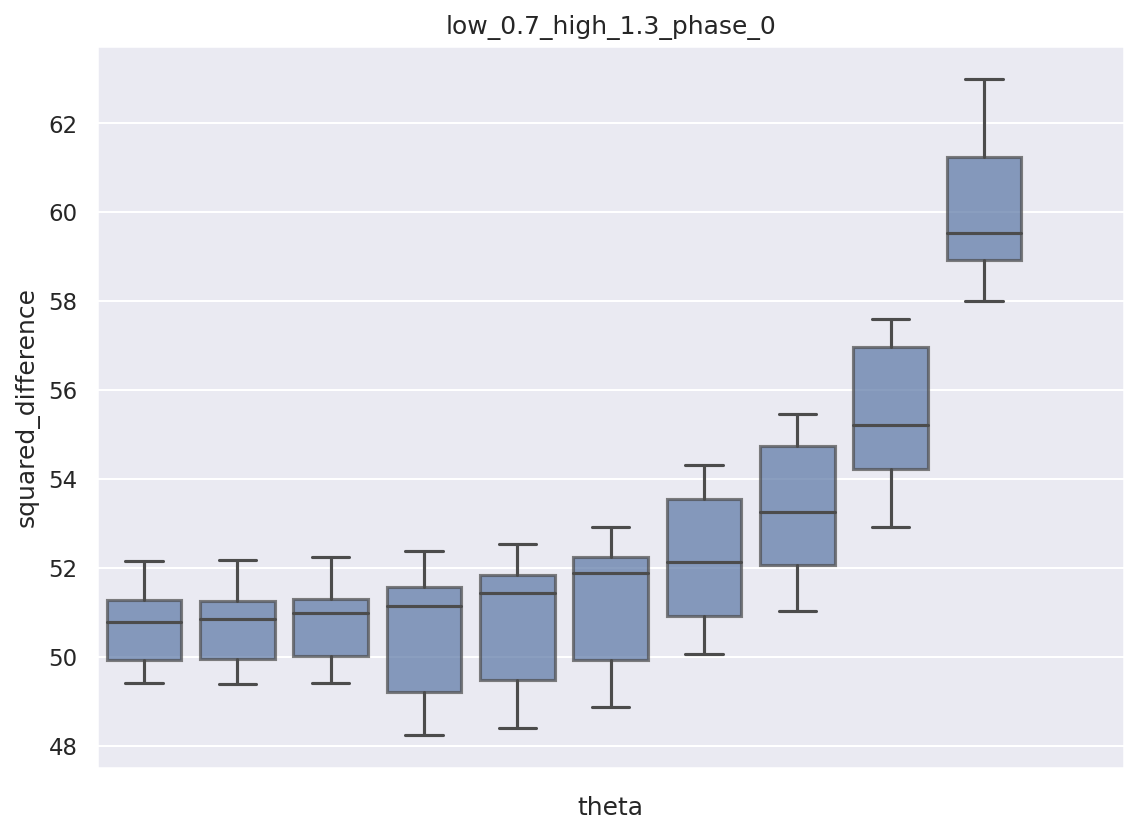 low_0.7_high_1.3_phase_0
62
60
58
56
54
52
50
48
squared_difference
theta